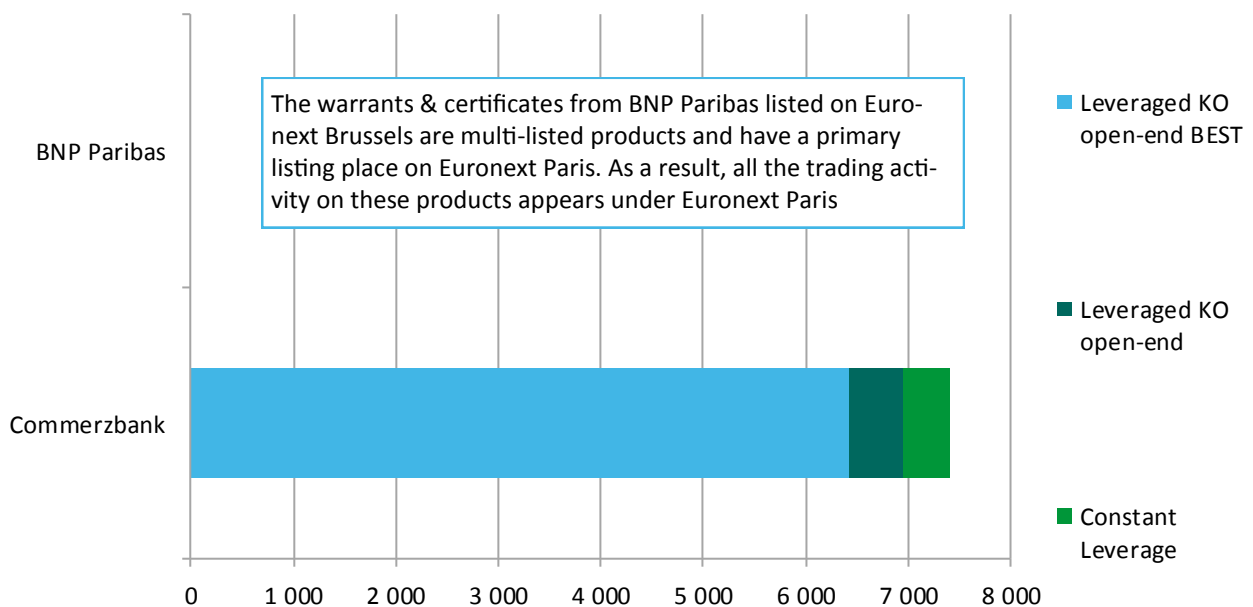 BNP Paribas
The warrants & certificates from BNP Paribas listed on Euro-
next Brussels are multi-listed products and have a primary
listing place on Euronext Paris. As a result, all the trading acti-
vity on these products appears under Euronext Paris
Commerzbank
0 1 000 2 000 3 000 4 000 5 000 6 000 7 000 8 000
Leveraged KO
open-end BEST
Leveraged KO
open-end
Constant
Leverage